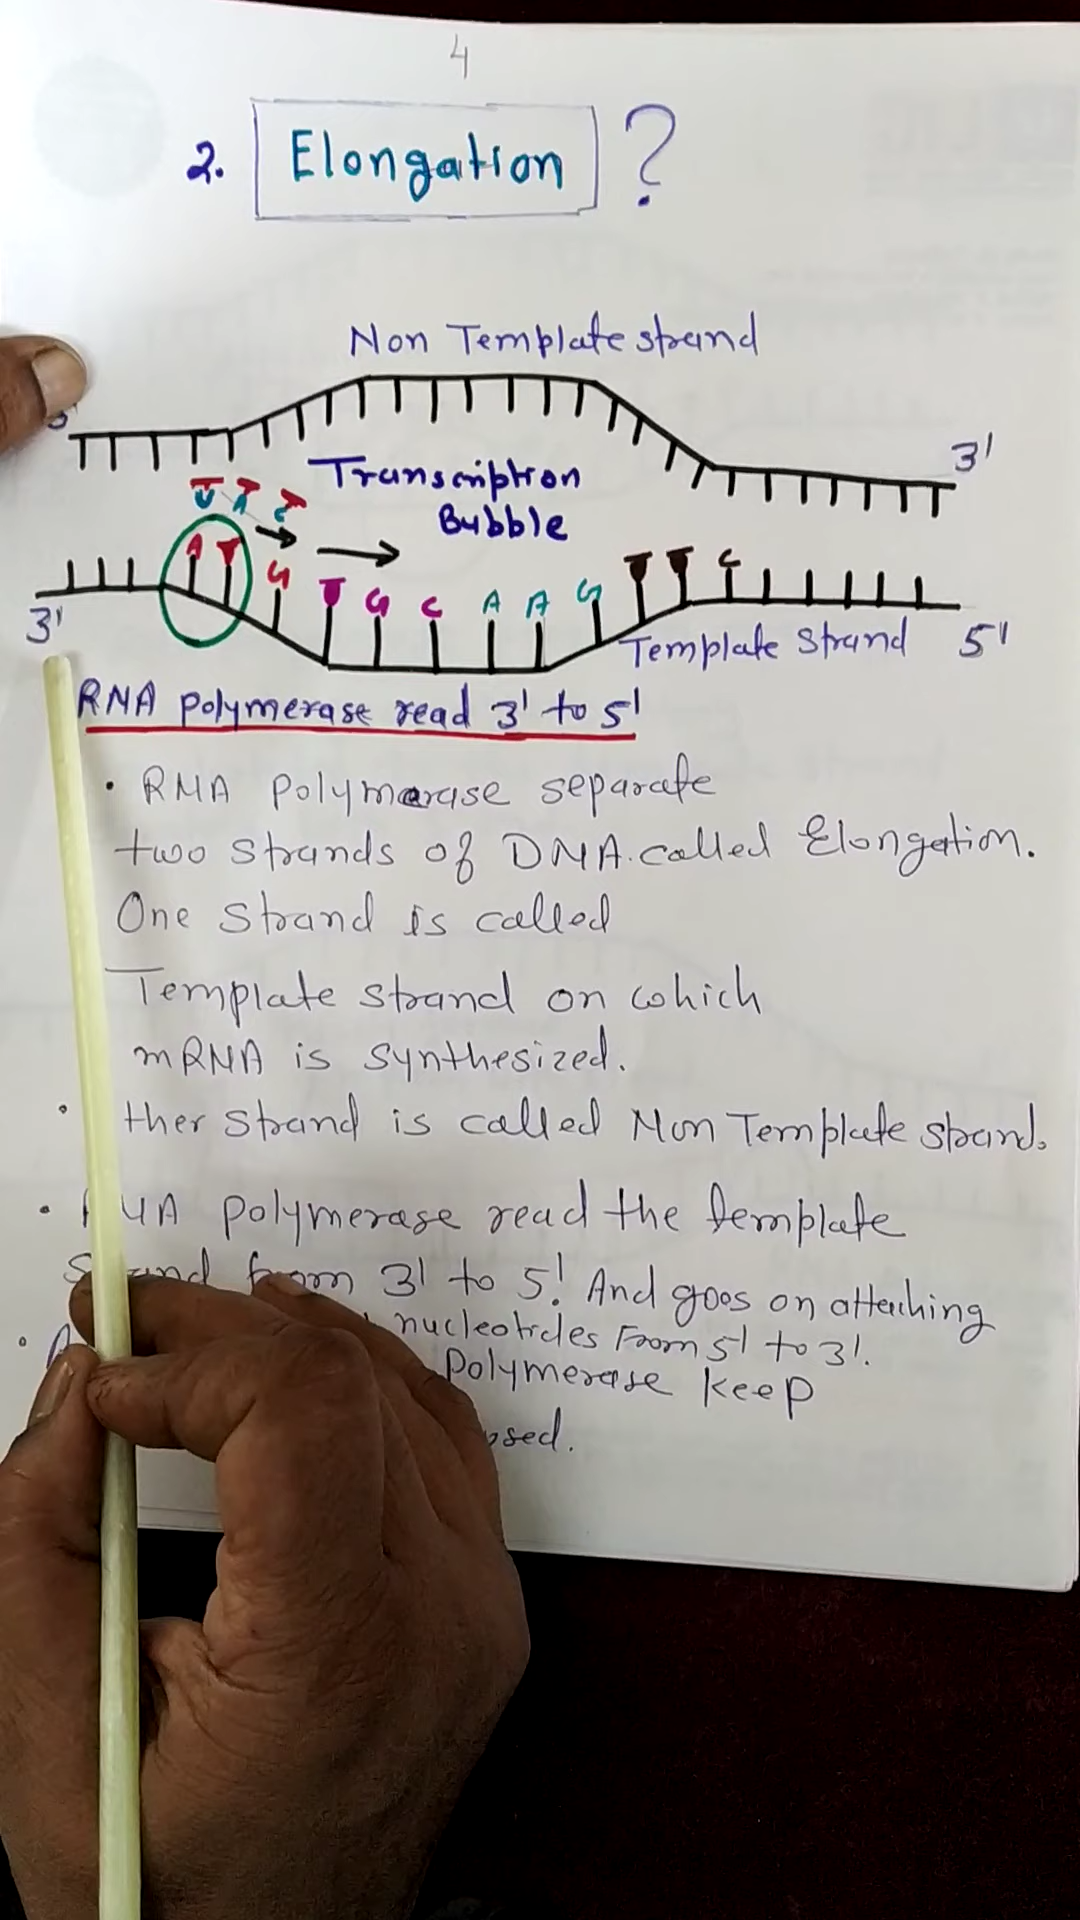 4
2. Elongation ?
Non Template strand
3'
Transcription
Bubble
U A C
A T G T G C A A G T T C
3'
Template strand 5'
RNA polymerase read 3' to 5'
• RNA polymerase separate
two strands of DNA. called Elongation.
One strand is called
Template strand on which
mRNA is synthesized.
• ther strand is called Non Template strand.
• polymerase read the template
from 3' to 5'. And goes on attaching
• nucleotides From 5' to 3'.
polymerase keep